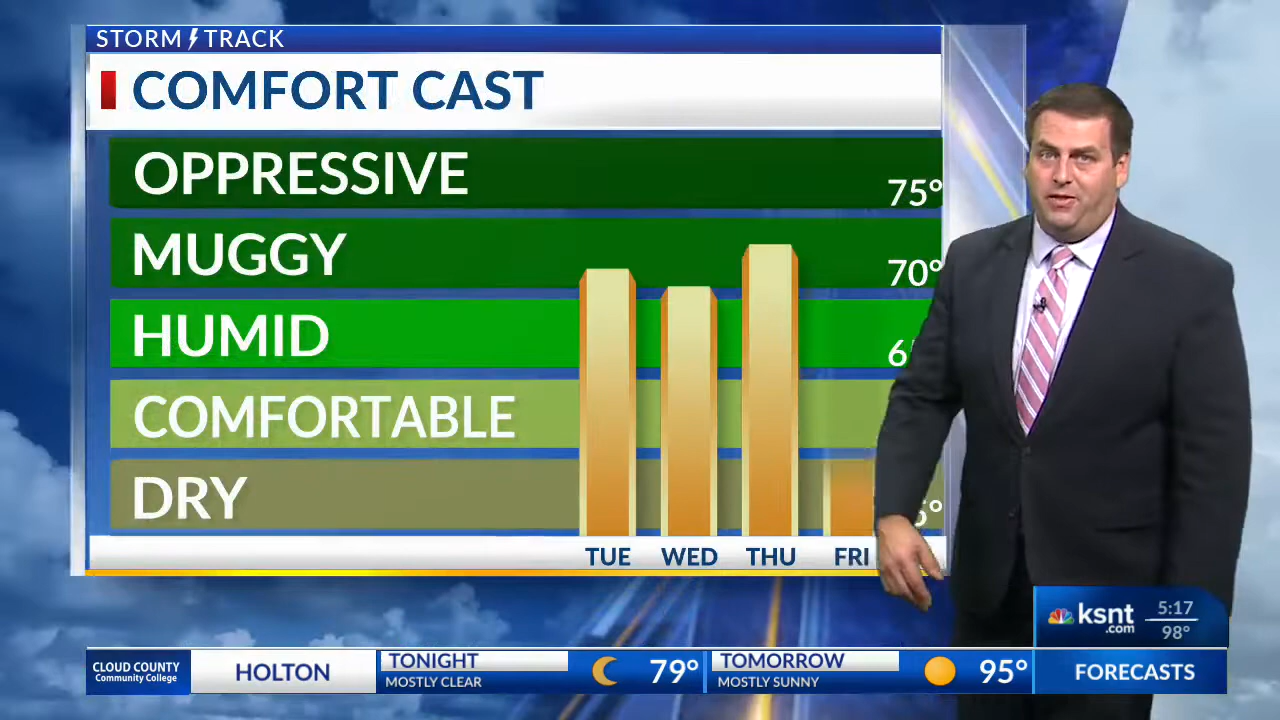 STORM TRACK
COMFORT CAST
OPPRESSIVE
75°
MUGGY
70°
HUMID
COMFORTABLE
DRY
TUE WED THU FRI
ksnt
.com
5:17
98°
CLOUD COUNTY
Community College
HOLTON
TONIGHT
MOSTLY CLEAR
79°
TOMORROW
MOSTLY SUNNY
95°
FORECASTS